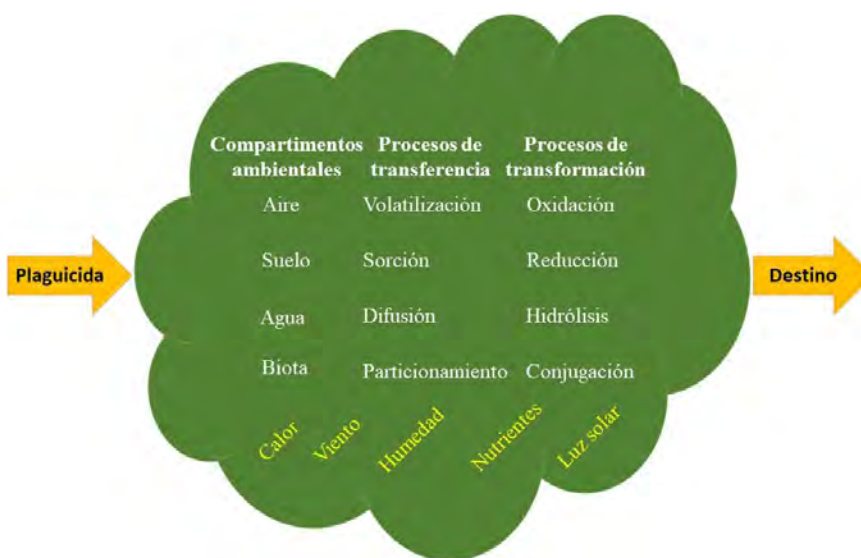 Compartimentos Procesos de Procesos de
ambientales transferencia transformación
Aire Volatilización Oxidación
Plaguicida Suelo Sorción Reducción Destino
Agua Difusión Hidrólisis
Biota Particionamiento Conjugación
Calor Viento Humedad Nutrientes Luz solar